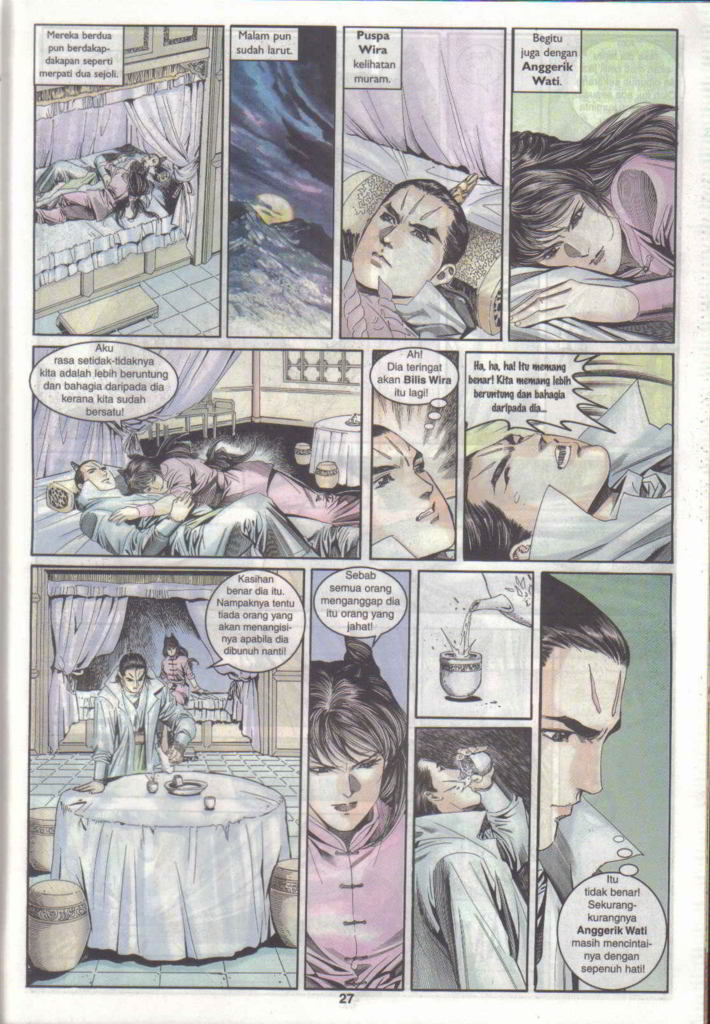 Mereka berdua
pun berdakap-
dakapan seperti
merpati dua sejoli.
Malam pun
sudah larut.
Puspa
Wira
kelihatan
muram.
Begitu
juga dengan
Anggerik
Wati.
Aku
rasa setidak-tidaknya
kita adalah lebih beruntung
dan bahagia daripada dia
kerana kita sudah
bersatu!
Ah!
Dia teringat
akan Bilis Wira
itu lagi!
Ha, ha, ha! Itu memang
benar! Kita memang lebih
beruntung dan bahagia
daripada dia...
Kasihan
benar dia itu.
Nampaknya tentu
tiada orang yang
akan menangisi-
nya apabila dia
dibunuh nanti!
Sebab
semua orang
menganggap dia
itu orang yang
jahat!
Itu
tidak benar!
Sekurang-
kurangnya
Anggerik Wati
masih mencintai-
nya dengan
sepenuh hati!
27